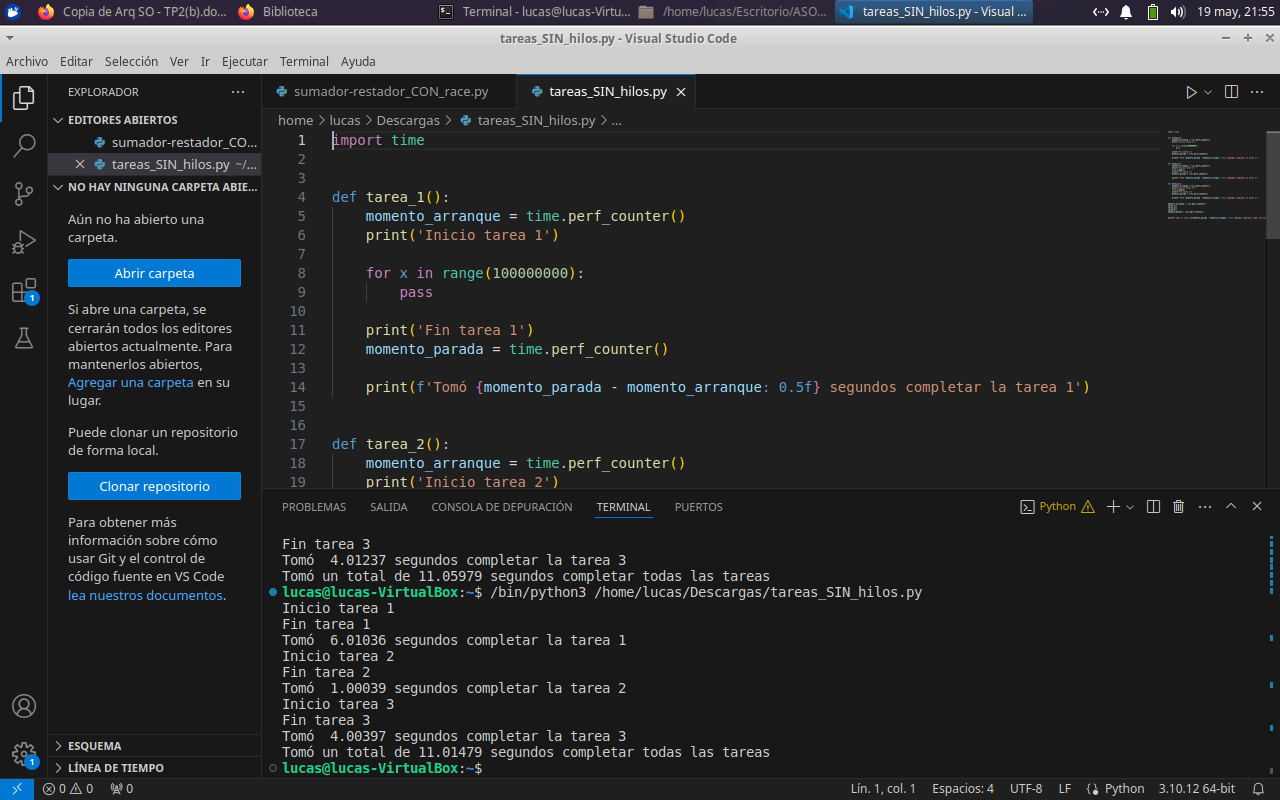 Copia de Arq SO - TP2(b).do...
Biblioteca
Terminal - lucas@lucas-Virtu...
/home/lucas/Escritorio/ASO...
tareas_SIN_hilos.py - Visual ...
19 may, 21:55
tareas_SIN_hilos.py - Visual Studio Code
Archivo Editar Selección Ver Ir Ejecutar Terminal Ayuda
EXPLORADOR
EDITORES ABIERTOS
sumador-restador_CO...
tareas_SIN_hilos.py ~/...
NO HAY NINGUNA CARPETA ABIE...
Aún no ha abierto una
carpeta.
Abrir carpeta
Si abre una carpeta, se
cerrarán todos los editores
abiertos actualmente. Para
mantenerlos abiertos,
Agregar una carpeta en su
lugar.
Puede clonar un repositorio
de forma local.
Clonar repositorio
Para obtener más
información sobre cómo
usar Git y el control de
código fuente en VS Code
lea nuestros documentos.
ESQUEMA
LÍNEA DE TIEMPO
1
1
sumador-restador_CON_race.py
tareas_SIN_hilos.py
home > lucas > Descargas > tareas_SIN_hilos.py > ...
1 import time
2
3
4 def tarea_1():
5 momento_arranque = time.perf_counter()
6 print('Inicio tarea 1')
7
8 for x in range(100000000):
9 pass
10
11 print('Fin tarea 1')
12 momento_parada = time.perf_counter()
13
14 print(f'Tomó {momento_parada - momento_arranque: 0.5f} segundos completar la tarea 1')
15
16
17 def tarea_2():
18 momento_arranque = time.perf_counter()
19 print('Inicio tarea 2')
PROBLEMAS SALIDA CONSOLA DE DEPURACIÓN TERMINAL PUERTOS
Python
Fin tarea 3
Tomó  4.01237 segundos completar la tarea 3
Tomó un total de 11.05979 segundos completar todas las tareas
lucas@lucas-VirtualBox:~$ /bin/python3 /home/lucas/Descargas/tareas_SIN_hilos.py
Inicio tarea 1
Fin tarea 1
Tomó  6.01036 segundos completar la tarea 1
Inicio tarea 2
Fin tarea 2
Tomó  1.00039 segundos completar la tarea 2
Inicio tarea 3
Fin tarea 3
Tomó  4.00397 segundos completar la tarea 3
Tomó un total de 11.01479 segundos completar todas las tareas
lucas@lucas-VirtualBox:~$
0 0 0
Lín. 1, col. 1 Espacios: 4 UTF-8 LF Python 3.10.12 64-bit